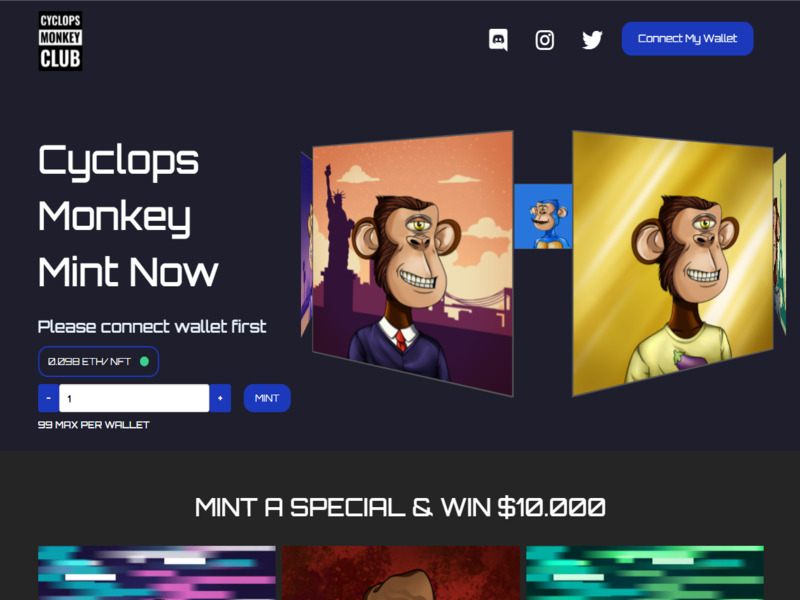 CYCLOPS
MONKEY
CLUB
Connect My Wallet
Cyclops
Monkey
Mint Now
Please connect wallet first
0.098 ETH/ NFT
- 1 + MINT
99 MAX PER WALLET
MINT A SPECIAL & WIN $10.000